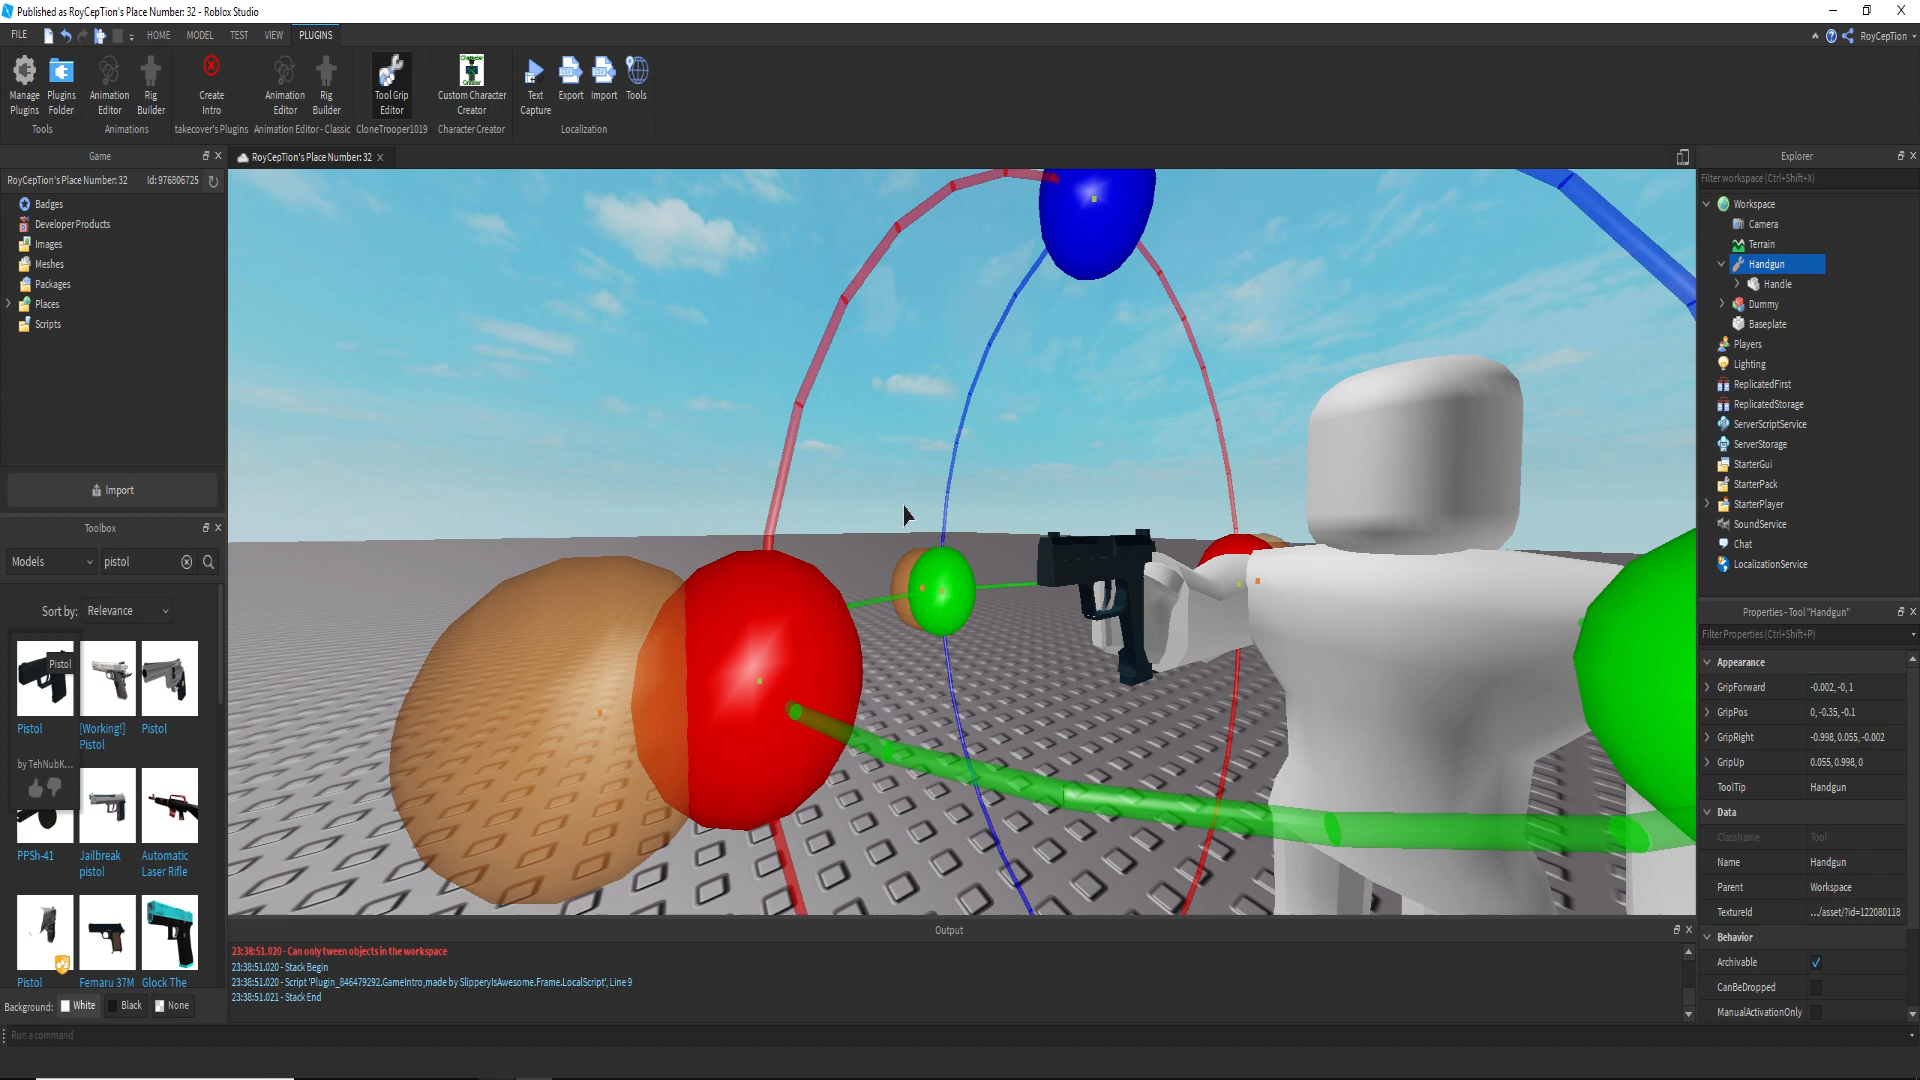 Published as RoyCepTion's Place Number: 32 - Roblox Studio
FILE
HOME
MODEL
TEST
VIEW
PLUGINS
RoyCepTion
Manage Plugins
Plugins Folder
Animation Editor
Rig Builder
Create Intro
Animation Editor
Rig Builder
Tool Grip Editor
Custom Character Creator
Text Capture
Export
Import
Tools
Tools
Animations
takecover's Plugins
Animation Editor - Classic
CloneTrooper1019
Character Creator
Localization
Game
RoyCepTion's Place Number: 32
Explorer
RoyCepTion's Place Number: 32 Id: 976806725
Badges
Developer Products
Images
Meshes
Packages
Places
Scripts
Import
Toolbox
Models
pistol
Sort by:
Relevance
Pistol
Pistol
[Working!] Pistol
Pistol
by TehNubK...
PPSh-41
Jailbreak pistol
Automatic Laser Rifle
Pistol
Femaru 37M
Glock The
Background:
White
Black
None
Run a command
Output
23:38:51.020 - Can only tween objects in the workspace
23:38:51.020 - Stack Begin
23:38:51.020 - Script 'Plugin_846479292.GameIntro,made by SlipperyIsAwesome.Frame.LocalScript', Line 9
23:38:51.021 - Stack End
Filter workspace (Ctrl+Shift+X)
Workspace
Camera
Terrain
Handgun
Handle
Dummy
Baseplate
Players
Lighting
ReplicatedFirst
ReplicatedStorage
ServerScriptService
ServerStorage
StarterGui
StarterPack
StarterPlayer
SoundService
Chat
LocalizationService
Properties - Tool "Handgun"
Filter Properties (Ctrl+Shift+P)
Appearance
GripForward -0.002, -0, 1
GripPos 0, -0.35, -0.1
GripRight -0.998, 0.055, -0.002
GripUp 0.055, 0.998, 0
ToolTip Handgun
Data
ClassName Tool
Name Handgun
Parent Workspace
TextureId .../asset/?id=122080118
Behavior
Archivable
CanBeDropped
ManualActivationOnly